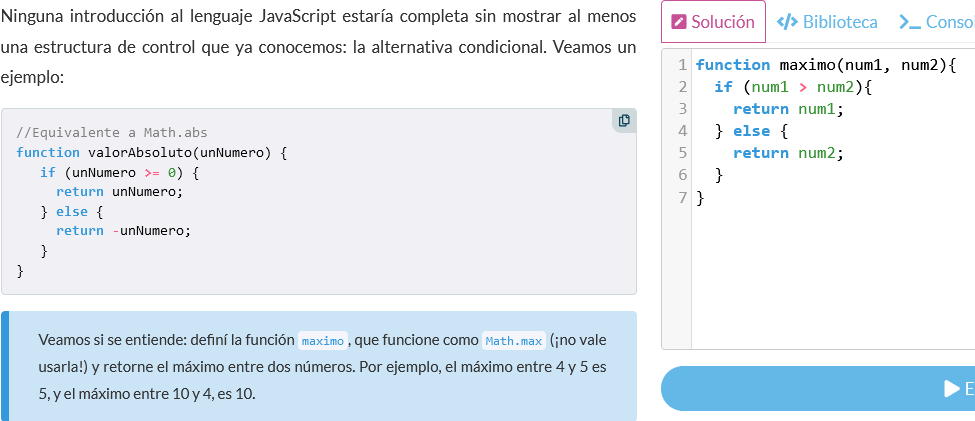 Ninguna introducción al lenguaje JavaScript estaría completa sin mostrar al menos
una estructura de control que ya conocemos: la alternativa condicional. Veamos un
ejemplo:
//Equivalente a Math.abs
function valorAbsoluto(unNumero) {
   if (unNumero >= 0) {
     return unNumero;
   } else {
     return -unNumero;
   }
}
Veamos si se entiende: definí la función maximo, que funcione como Math.max (¡no vale
usarla!) y retorne el máximo entre dos números. Por ejemplo, el máximo entre 4 y 5 es
5, y el máximo entre 10 y 4, es 10.
Solución </> Biblioteca >_ Conso
1 function maximo(num1, num2){
2   if (num1 > num2){
3     return num1;
4   } else {
5     return num2;
6   }
7 }
E